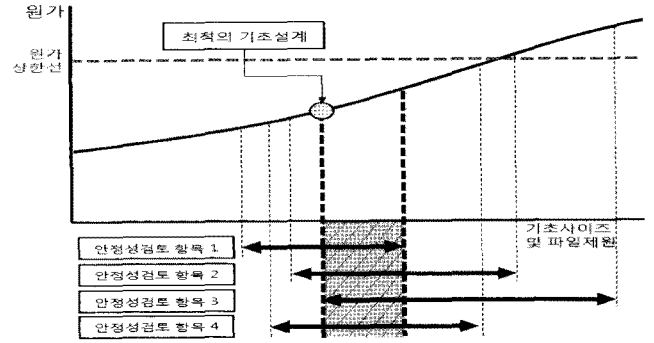 원가
최적의 기초설계
원가
상한선
기초사이즈
및 파일제원
안정성검토 항목 1
안정성검토 항목 2
안정성검토 항목 3
안정성검토 항목 4